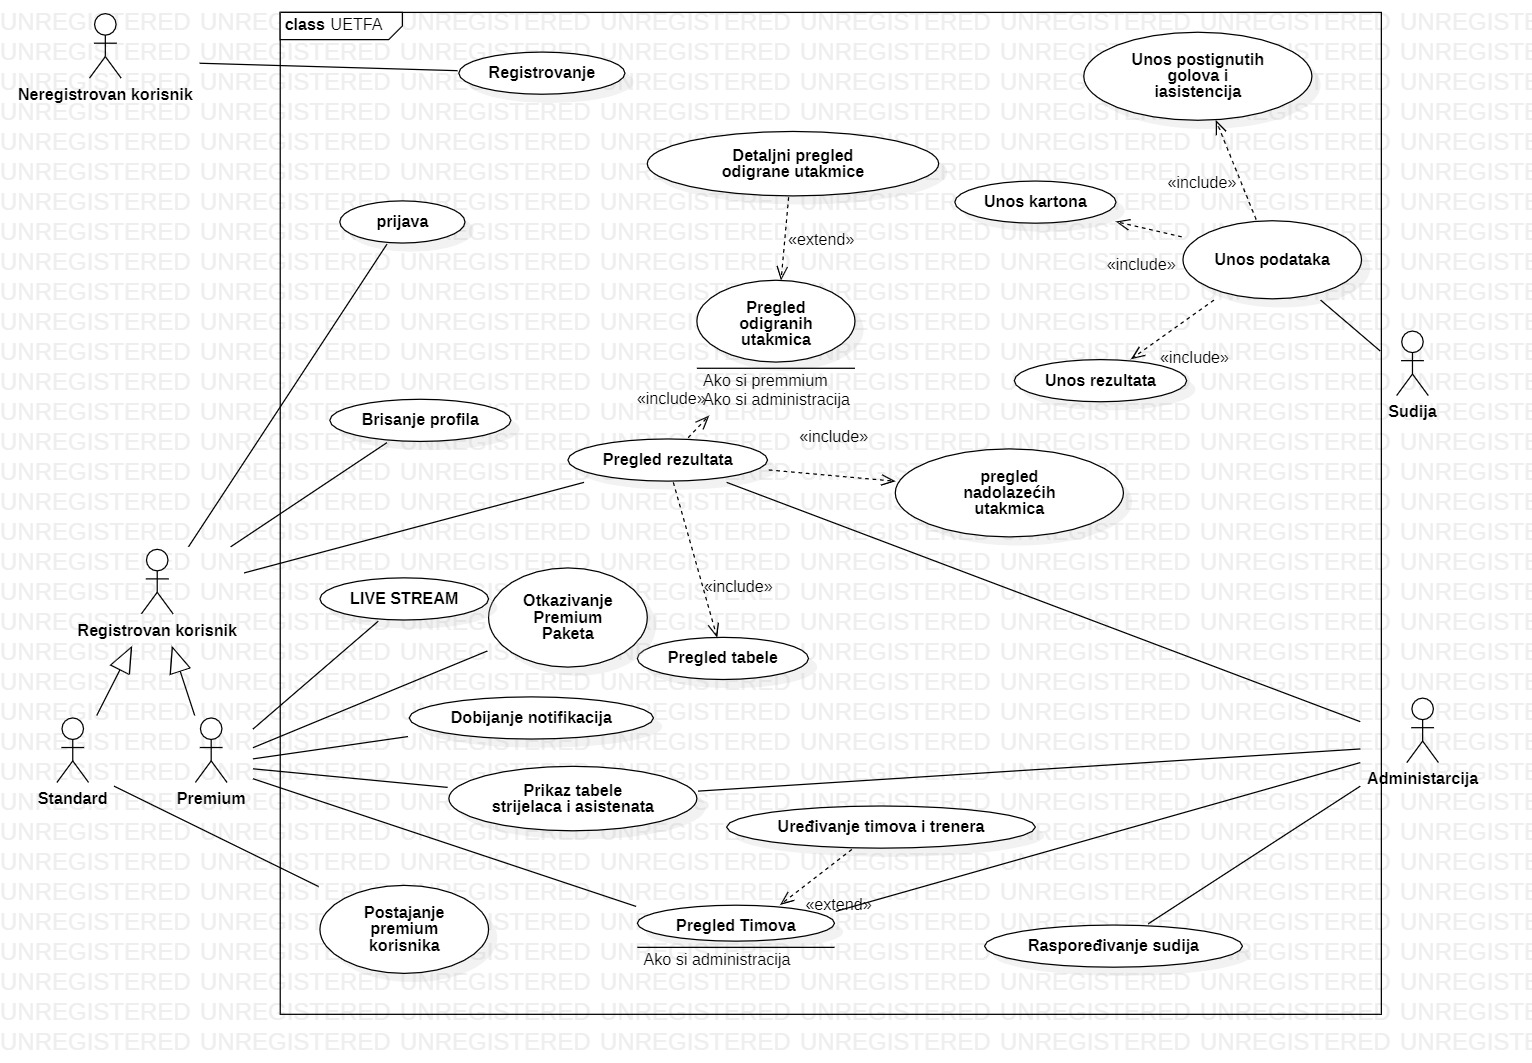 class UETFA
Neregistrovan korisnik
Registrovanje
Unos postignutih
golova i
iasistencija
Detaljni pregled
odigrane utakmice
«include»
Unos kartona
prijava
«extend»
«include»
Unos podataka
Pregled
odigranih
utakmica
Ako si premmium
Ako si administracija
«include»
«include»
Unos rezultata
Sudija
Brisanje profila
«include»
Pregled rezultata
pregled
nadolazećih
utakmica
Registrovan korisnik
LIVE STREAM
Otkazivanje
Premium
Paketa
«include»
Pregled tabele
Dobijanje notifikacija
Standard
Premium
Administarcija
Prikaz tabele
strijelaca i asistenata
Uređivanje timova i trenera
«extend»
Postajanje
premium
korisnika
Pregled Timova
Ako si administracija
Raspoređivanje sudija
UNREGISTERED